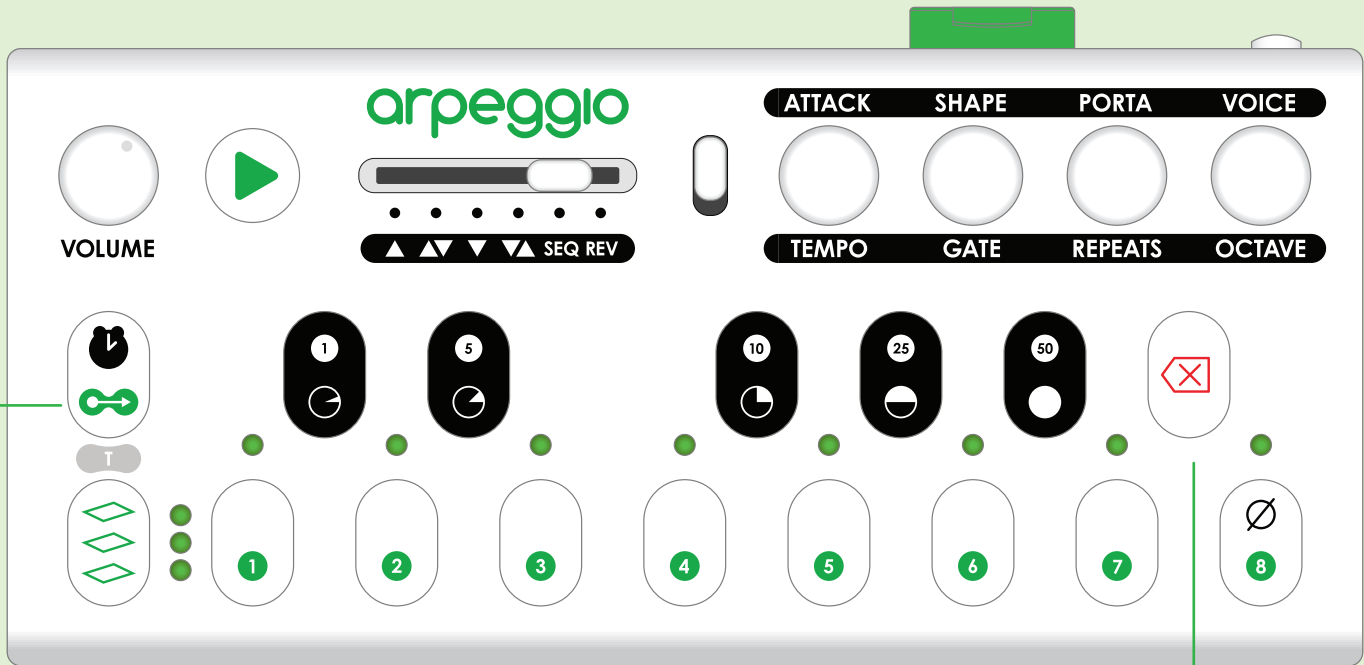 arpeggio
ATTACK SHAPE PORTA VOICE
VOLUME
SEQ REV
TEMPO GATE REPEATS OCTAVE
1 5 10 25 50
T
1 2 3 4 5 6 7 8